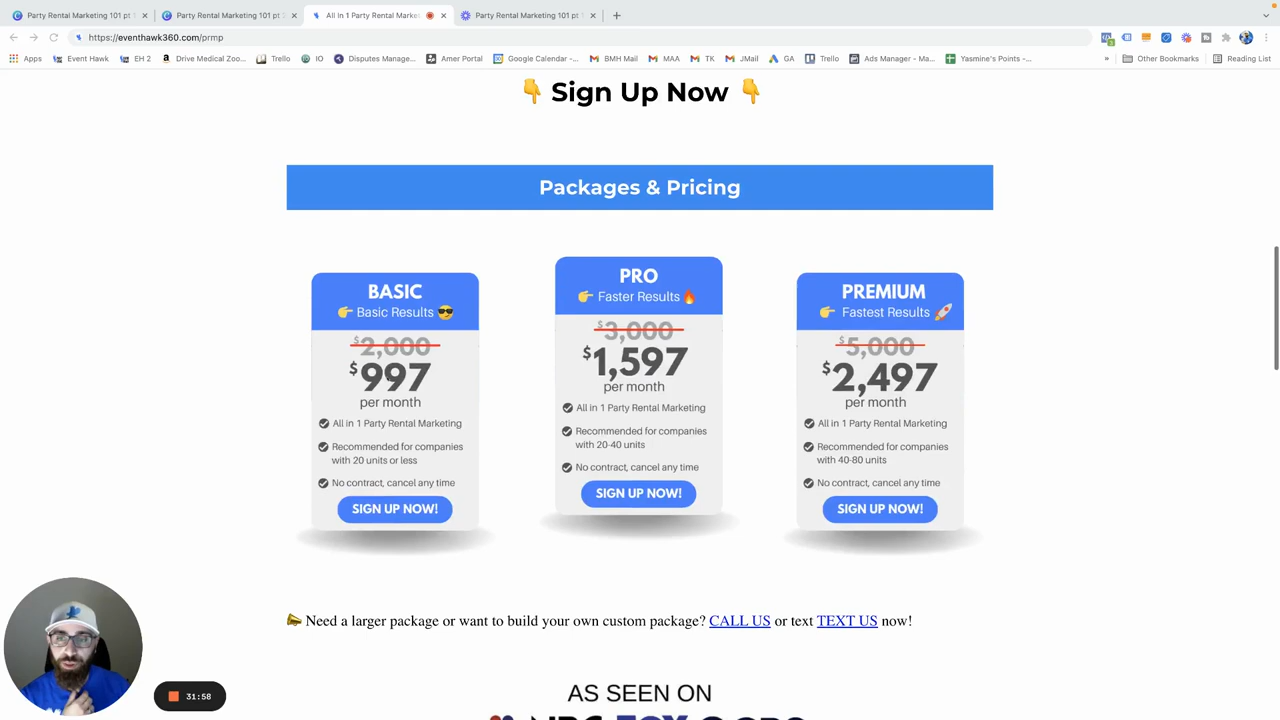 Party Rental Marketing 101 pt 1
Party Rental Marketing 101 pt
All in 1 Party Rental Marke
Party Rental Marketing 101 pt
https://eventhawk360.com/prmp
Apps
Event Hawk
EH 2
Drive Medical Zoo...
Trello
IO
Disputes Manage...
Amer Portal
Google Calendar -...
BMH Mail
MAA
TK
JMail
GA
Trello
Ads Manager - Ma...
Yasmine's Points -...
»
Other Bookmarks
Reading List
👇 Sign Up Now 👇
Packages & Pricing
BASIC
👉 Basic Results 😎
$2,000
$997
per month
All in 1 Party Rental Marketing
Recommended for companies
with 20 units or less
No contract, cancel any time
SIGN UP NOW!
PRO
👉 Faster Results 🔥
$3,000
$1,597
per month
All in 1 Party Rental Marketing
Recommended for companies
with 20-40 units
No contract, cancel any time
SIGN UP NOW!
PREMIUM
👉 Fastest Results 🚀
$5,000
$2,497
per month
All in 1 Party Rental Marketing
Recommended for companies
with 40-80 units
No contract, cancel any time
SIGN UP NOW!
📣 Need a larger package or want to build your own custom package? CALL US or text TEXT US now!
AS SEEN ON
31:58